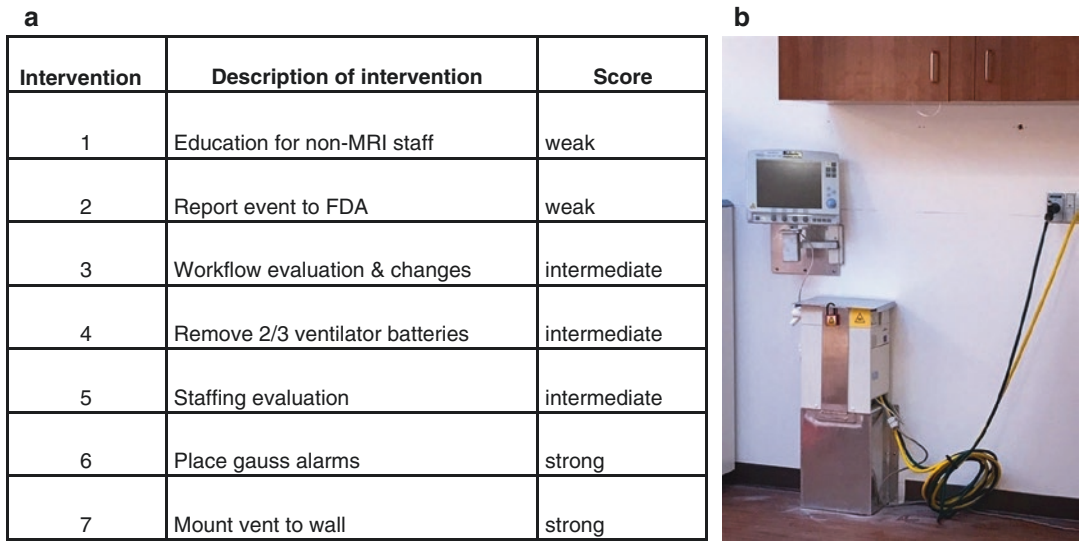 a
b
Intervention Description of intervention Score
1 Education for non-MRI staff weak
2 Report event to FDA weak
3 Workflow evaluation & changes intermediate
4 Remove 2/3 ventilator batteries intermediate
5 Staffing evaluation intermediate
6 Place gauss alarms strong
7 Mount vent to wall strong